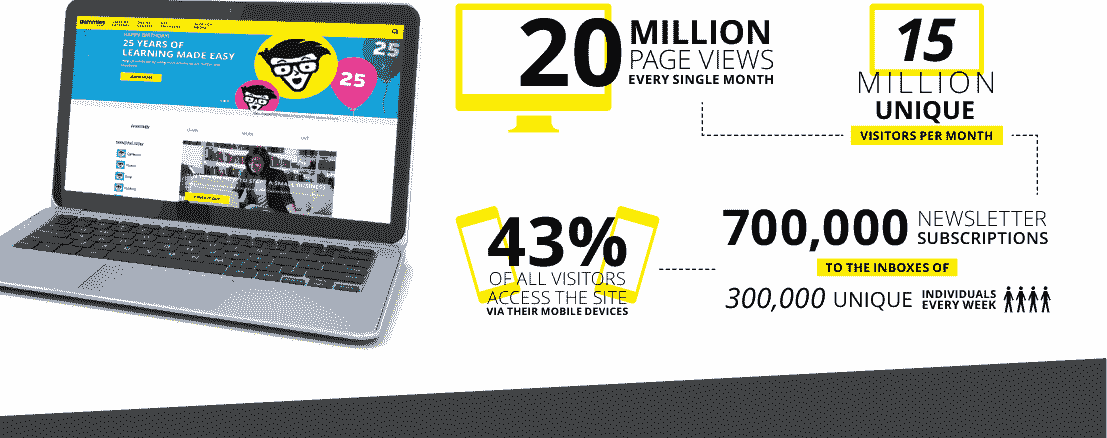 dummies
HAPPY BIRTHDAY!
25 YEARS OF
LEARNING MADE EASY
25
25
20 MILLION
PAGE VIEWS
EVERY SINGLE MONTH
15
MILLION
UNIQUE
VISITORS PER MONTH
43%
OF ALL VISITORS
ACCESS THE SITE
VIA THEIR MOBILE DEVICES
700,000 NEWSLETTER
SUBSCRIPTIONS
TO THE INBOXES OF
300,000 UNIQUE INDIVIDUALS
EVERY WEEK